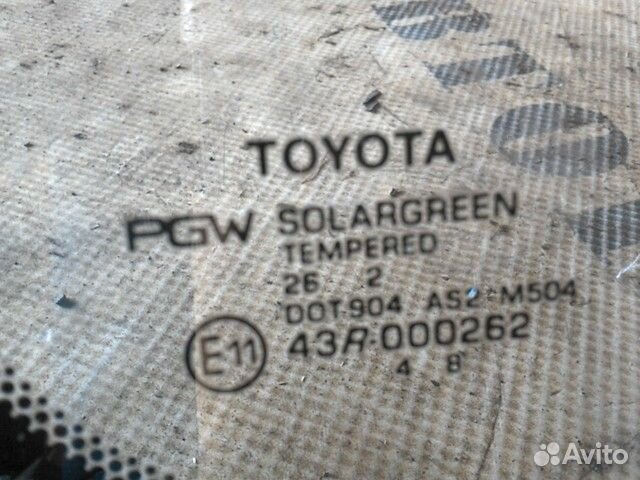 TOYOTA
PGW SOLARGREEN
TEMPERED
26 2
DOT-904 AS2-M504
E11 43R-000262
4 8
Avito